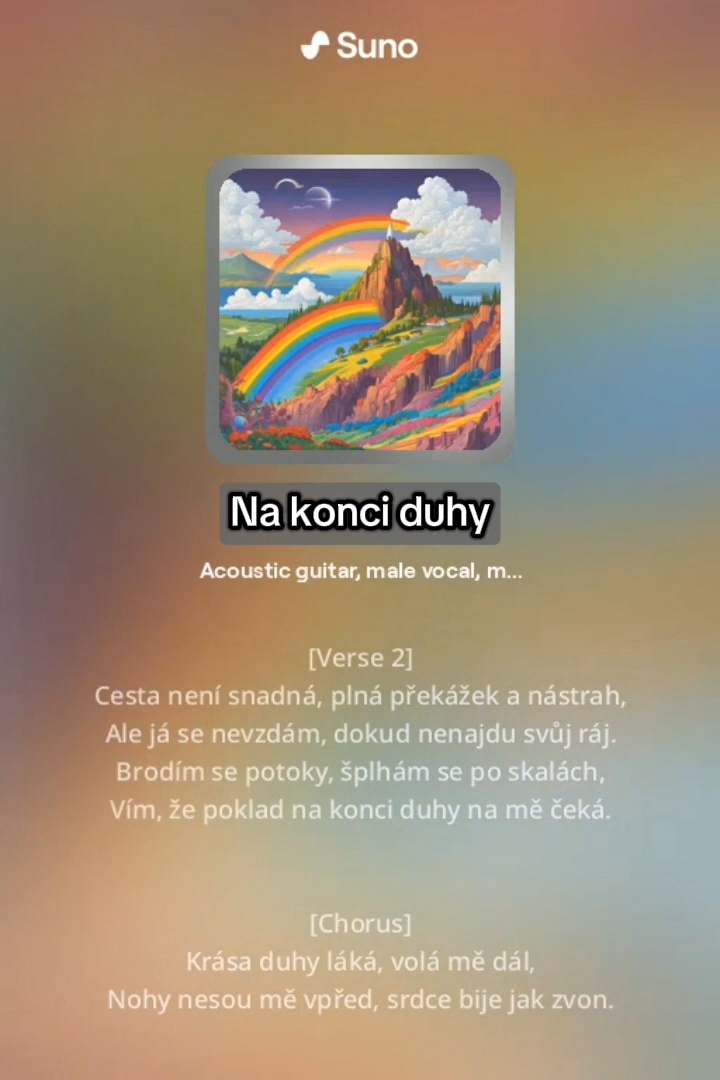 Suno
Na konci duhy
Acoustic guitar, male vocal, m...
[Verse 2]
Cesta není snadná, plná překážek a nástrah,
Ale já se nevzdám, dokud nenajdu svůj ráj.
Brodím se potoky, šplhám se po skalách,
Vím, že poklad na konci duhy na mě čeká.
[Chorus]
Krása duhy láká, volá mě dál,
Nohy nesou mě vpřed, srdce bije jak zvon.